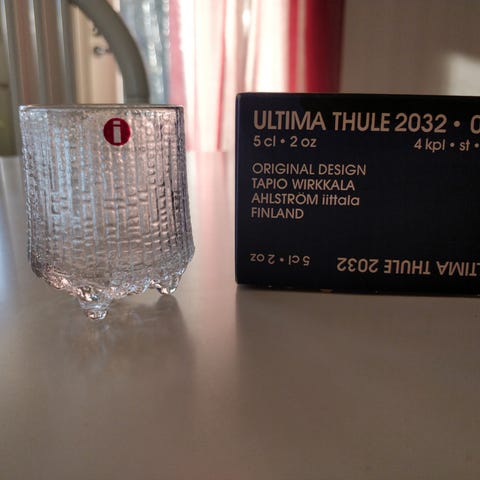 i
ULTIMA THULE 2032 •
5 cl • 2 oz 4 kpl • st •
ORIGINAL DESIGN
TAPIO WIRKKALA
AHLSTRÖM iittala
FINLAND
5 cl • 2 oz
ULTIMA THULE 2032